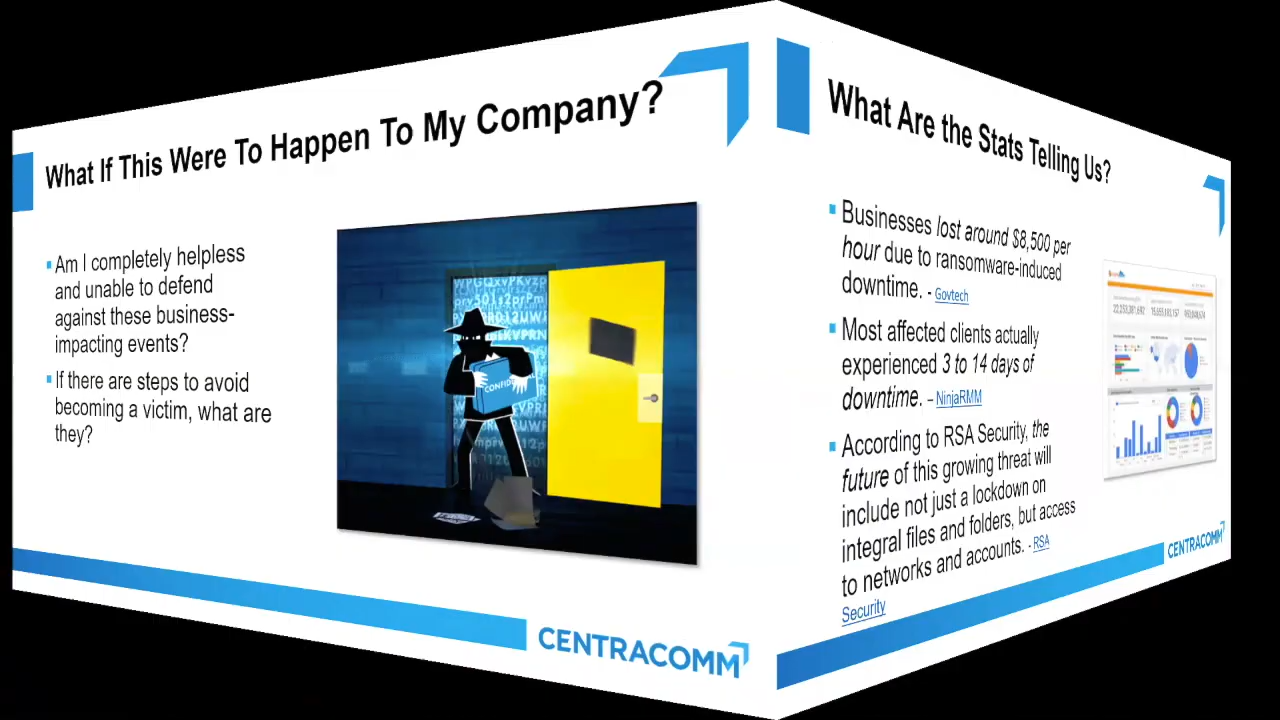 What If This Were To Happen To My Company?
Am I completely helpless
and unable to defend
against these business-
impacting events?
If there are steps to avoid
becoming a victim, what are
they?
CENTRACOMM
What Are the Stats Telling Us?
Businesses lost around $8,500 per
hour due to ransomware-induced
downtime. - Govtech
Most affected clients actually
experienced 3 to 14 days of
downtime. – NinjaRMM
According to RSA Security, the
future of this growing threat will
include not just a lockdown on
integral files and folders, but access
to networks and accounts. - RSA
Security
CENTRACOMM